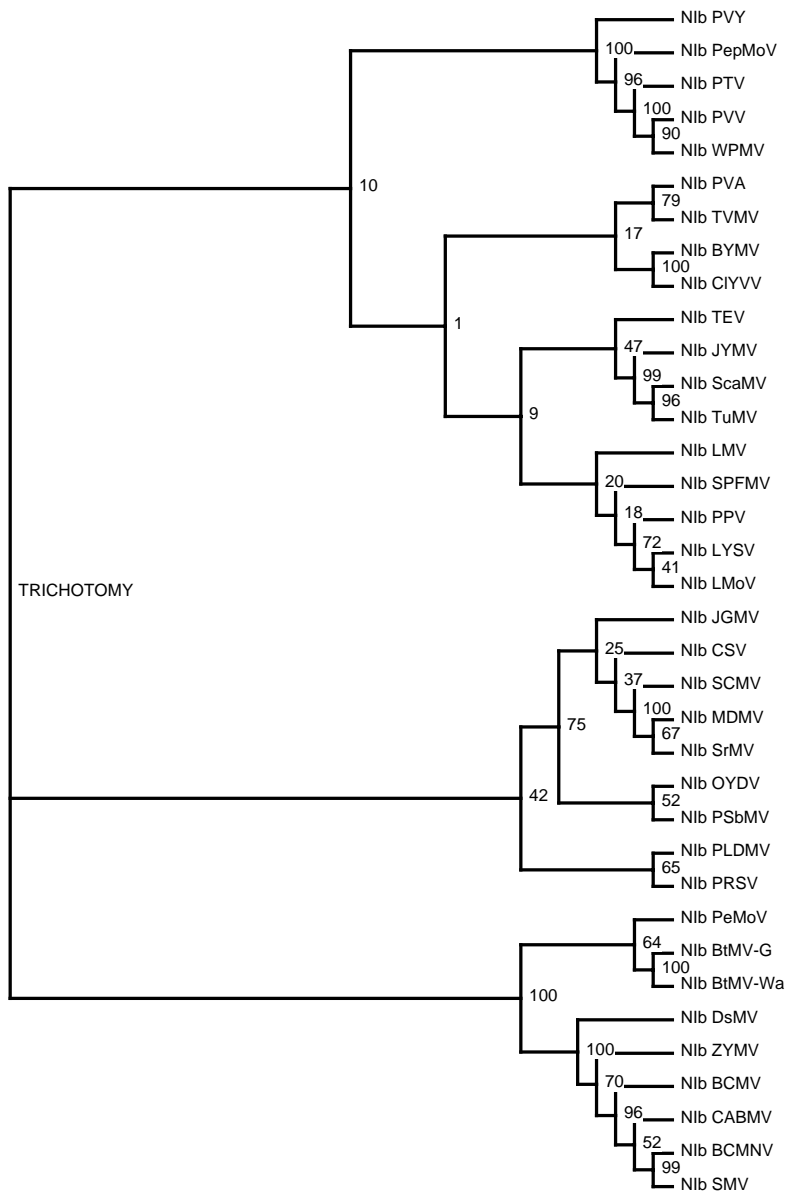 NIb PVY
100 NIb PepMoV
96 NIb PTV
100 NIb PVV
90
NIb WPMV
10
NIb PVA
79
NIb TVMV
17
NIb BYMV
100
NIb ClYVV
1
NIb TEV
47 NIb JYMV
99 NIb ScaMV
96
NIb TuMV
9
NIb LMV
20 NIb SPFMV
18 NIb PPV
72 NIb LYSV
41
NIb LMoV
TRICHOTOMY
NIb JGMV
25 NIb CSV
37 NIb SCMV
100 NIb MDMV
67
NIb SrMV
75
NIb OYDV
52
NIb PSbMV
42
NIb PLDMV
65
NIb PRSV
NIb PeMoV
64 NIb BtMV-G
100
NIb BtMV-Wa
100
NIb DsMV
100 NIb ZYMV
70 NIb BCMV
96 NIb CABMV
52 NIb BCMNV
99
NIb SMV